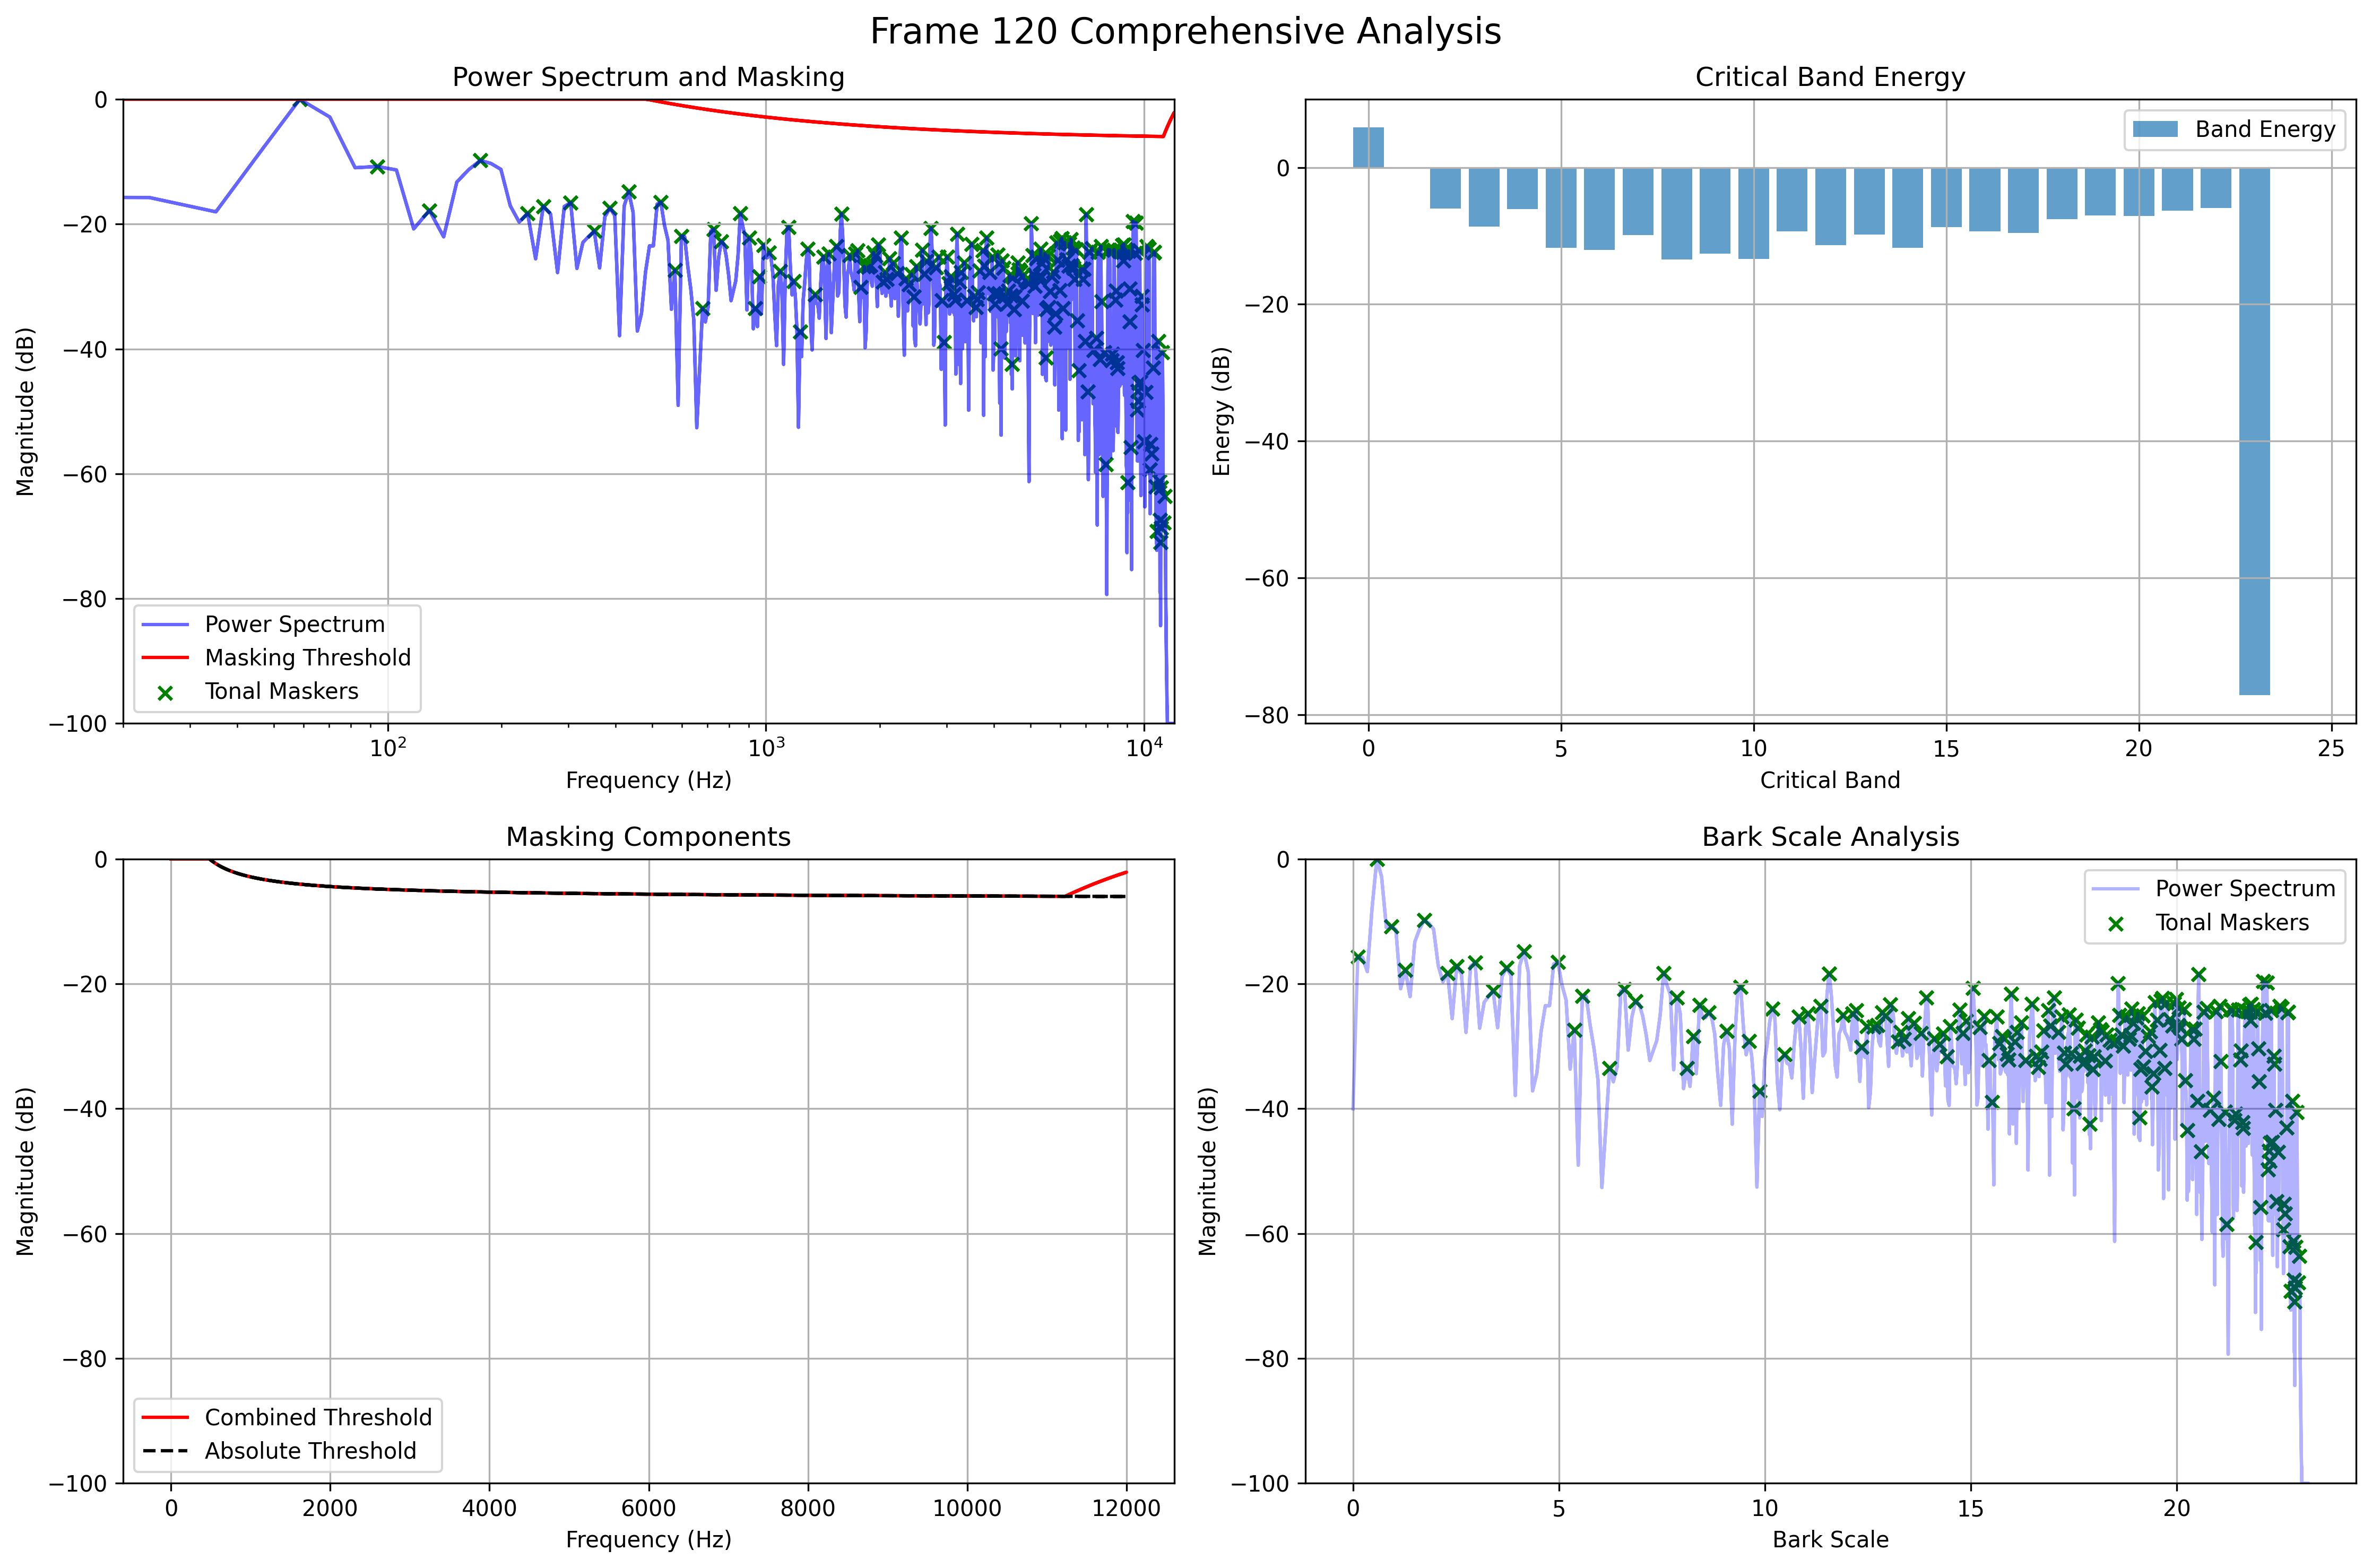 Frame 120 Comprehensive Analysis
Power Spectrum and Masking
0
−20
−40
−60
−80
−100
Magnitude (dB)
Power Spectrum
Masking Threshold
Tonal Maskers
10²
10³
10⁴
Frequency (Hz)
Critical Band Energy
0
−20
−40
−60
−80
Energy (dB)
Band Energy
0
5
10
15
20
25
Critical Band
Masking Components
0
−20
−40
−60
−80
−100
Magnitude (dB)
Combined Threshold
Absolute Threshold
0
2000
4000
6000
8000
10000
12000
Frequency (Hz)
Bark Scale Analysis
0
−20
−40
−60
−80
−100
Magnitude (dB)
Power Spectrum
Tonal Maskers
0
5
10
15
20
Bark Scale